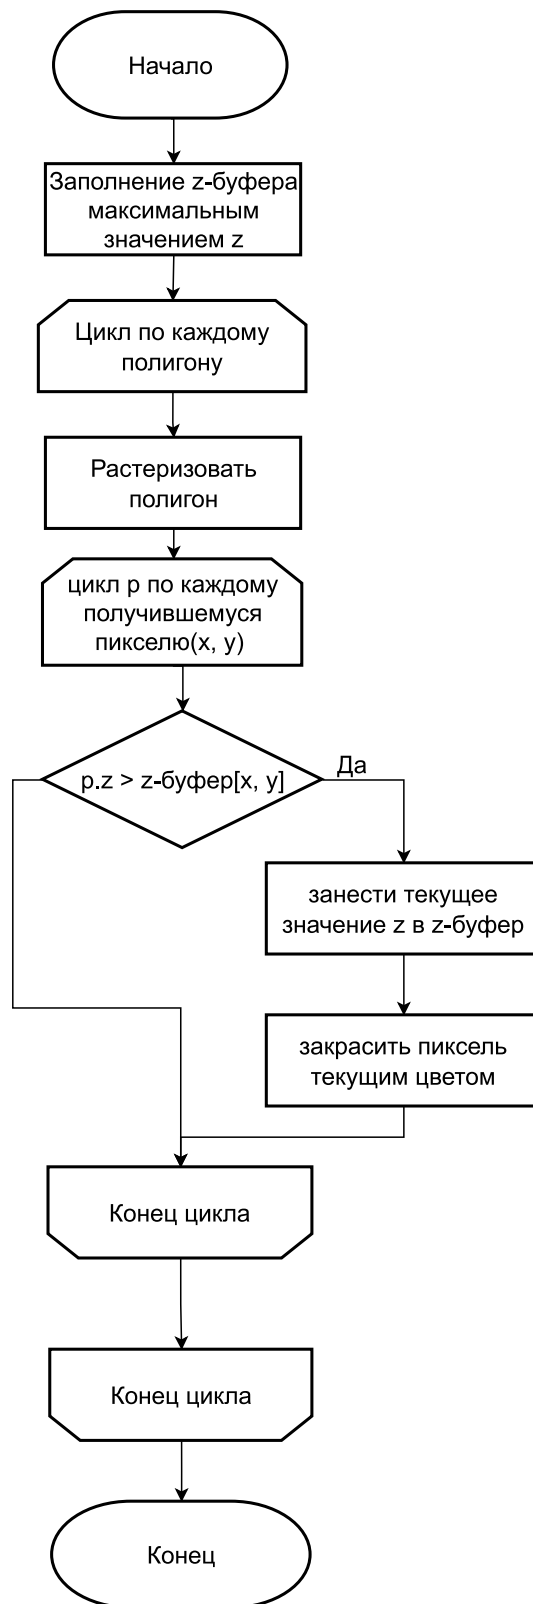 Начало
Заполнение z-буфера
максимальным
значением z
Цикл по каждому
полигону
Растеризовать
полигон
цикл p по каждому
получившемуся
пикселю(x, y)
p.z > z-буфер[x, y]
Да
занести текущее
значение z в z-буфер
закрасить пиксель
текущим цветом
Конец цикла
Конец цикла
Конец